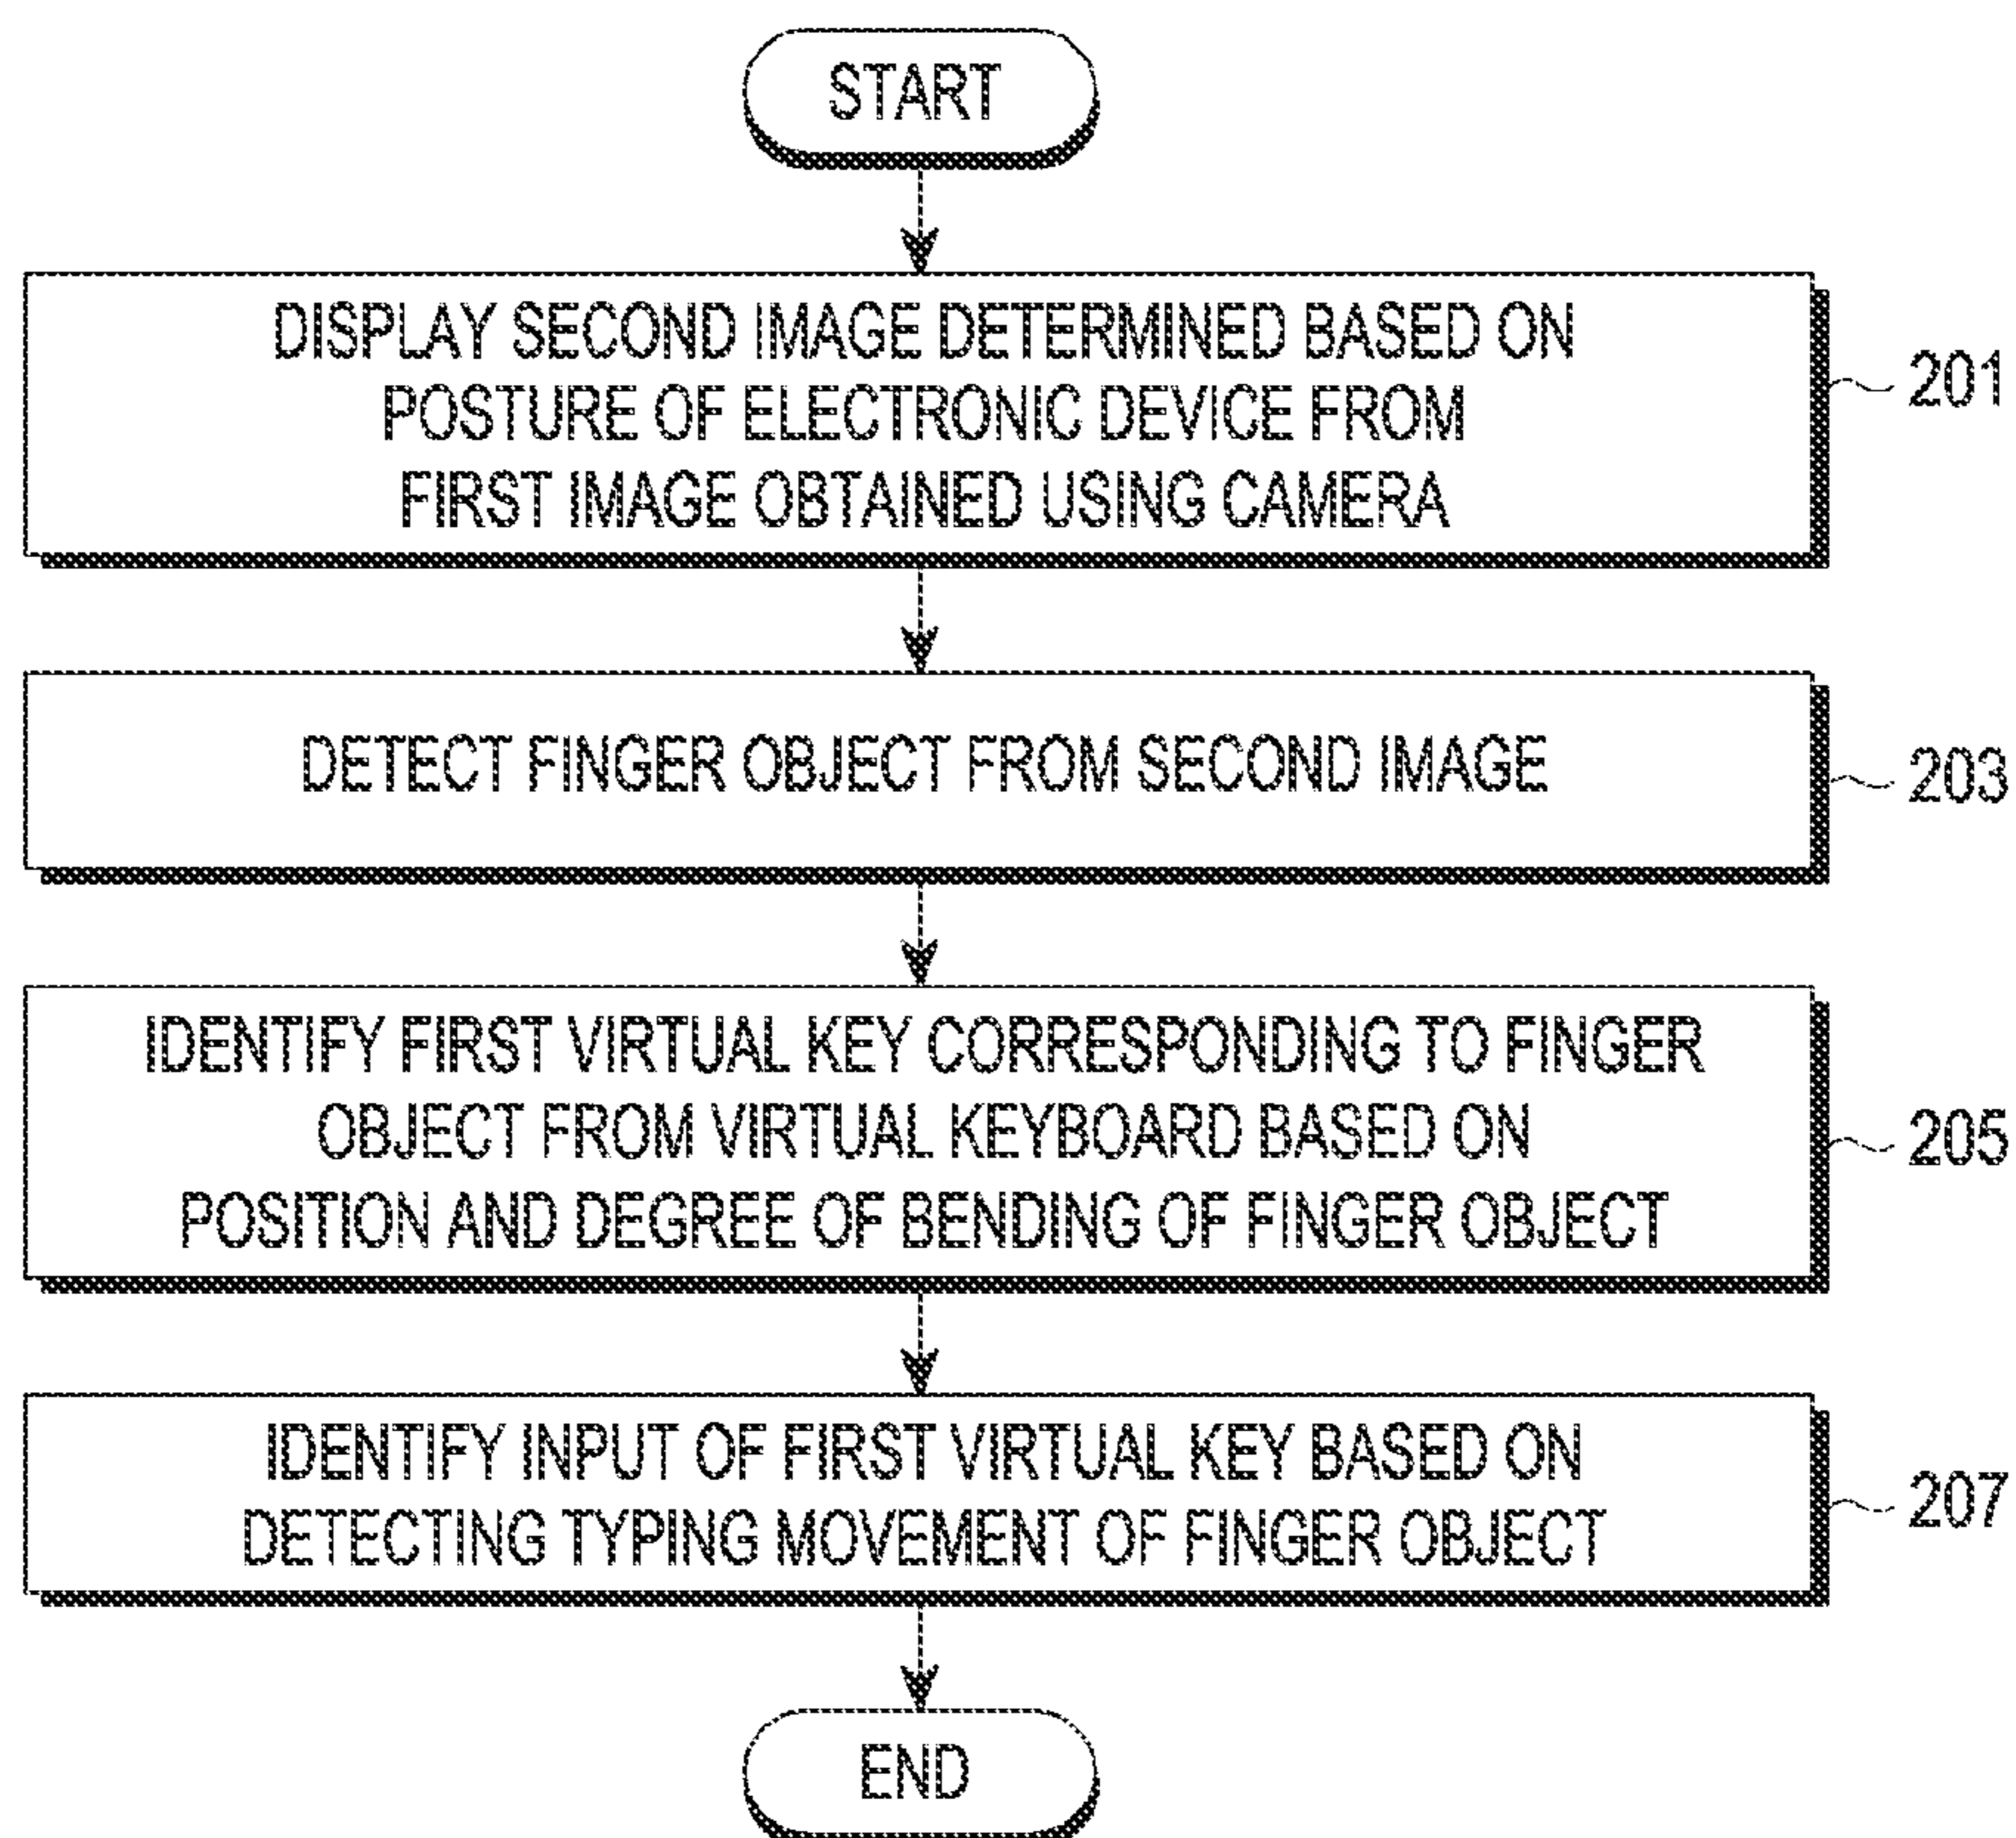 START
DISPLAY SECOND IMAGE DETERMINED BASED ON
POSTURE OF ELECTRONIC DEVICE FROM
FIRST IMAGE OBTAINED USING CAMERA
201
DETECT FINGER OBJECT FROM SECOND IMAGE
203
IDENTIFY FIRST VIRTUAL KEY CORRESPONDING TO FINGER
OBJECT FROM VIRTUAL KEYBOARD BASED ON
POSITION AND DEGREE OF BENDING OF FINGER OBJECT
205
IDENTIFY INPUT OF FIRST VIRTUAL KEY BASED ON
DETECTING TYPING MOVEMENT OF FINGER OBJECT
207
END